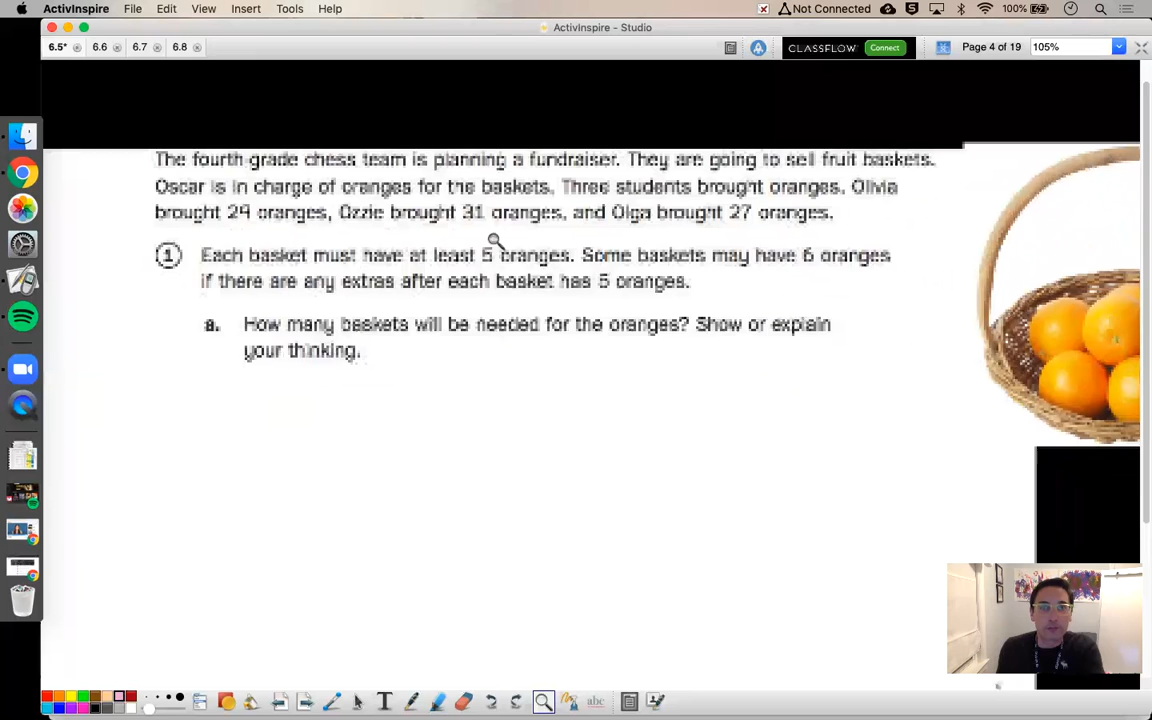 ActivInspire File Edit View Insert Tools Help Not Connected 100%
ActivInspire - Studio
6.5* 6.6 6.7 6.8 CLASSFLOW Connect Page 4 of 19 105%
The fourth-grade chess team is planning a fundraiser. They are going to sell fruit baskets.
Oscar is in charge of oranges for the baskets. Three students brought oranges. Olivia
brought 29 oranges, Ozzie brought 31 oranges, and Olga brought 27 oranges.
1 Each basket must have at least 5 oranges. Some baskets may have 6 oranges
if there are any extras after each basket has 5 oranges.
a. How many baskets will be needed for the oranges? Show or explain
your thinking.
T abc